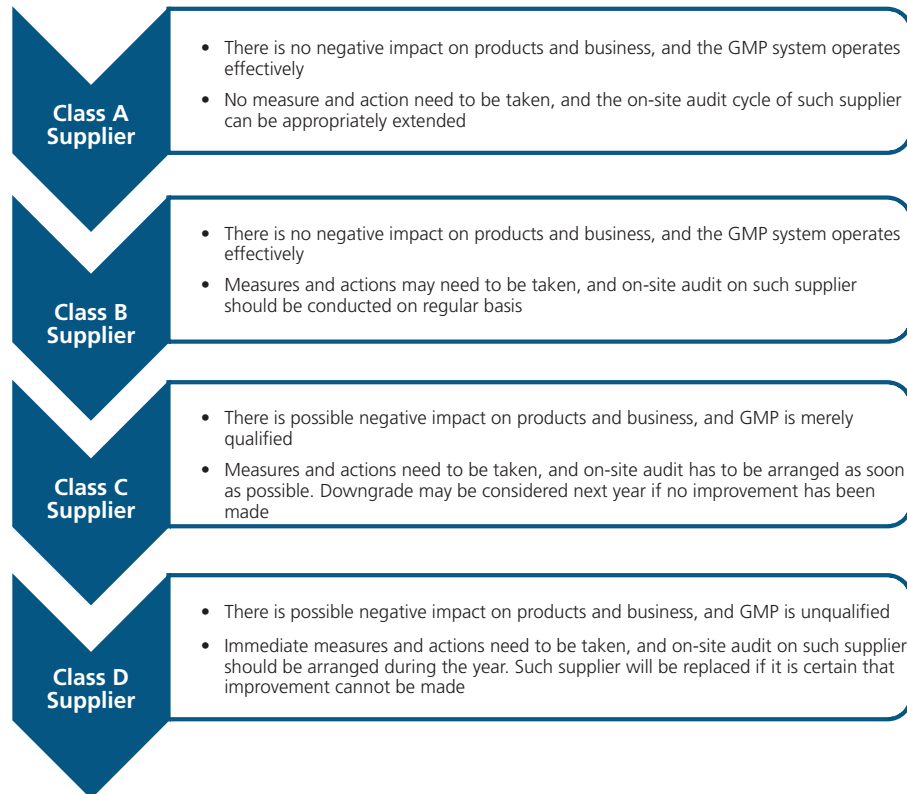 Class A
Supplier
• There is no negative impact on products and business, and the GMP system operates
effectively
• No measure and action need to be taken, and the on-site audit cycle of such supplier
can be appropriately extended
Class B
Supplier
• There is no negative impact on products and business, and the GMP system operates
effectively
• Measures and actions may need to be taken, and on-site audit on such supplier
should be conducted on regular basis
Class C
Supplier
• There is possible negative impact on products and business, and GMP is merely
qualified
• Measures and actions need to be taken, and on-site audit has to be arranged as soon
as possible. Downgrade may be considered next year if no improvement has been
made
Class D
Supplier
• There is possible negative impact on products and business, and GMP is unqualified
• Immediate measures and actions need to be taken, and on-site audit on such supplier
should be arranged during the year. Such supplier will be replaced if it is certain that
improvement cannot be made